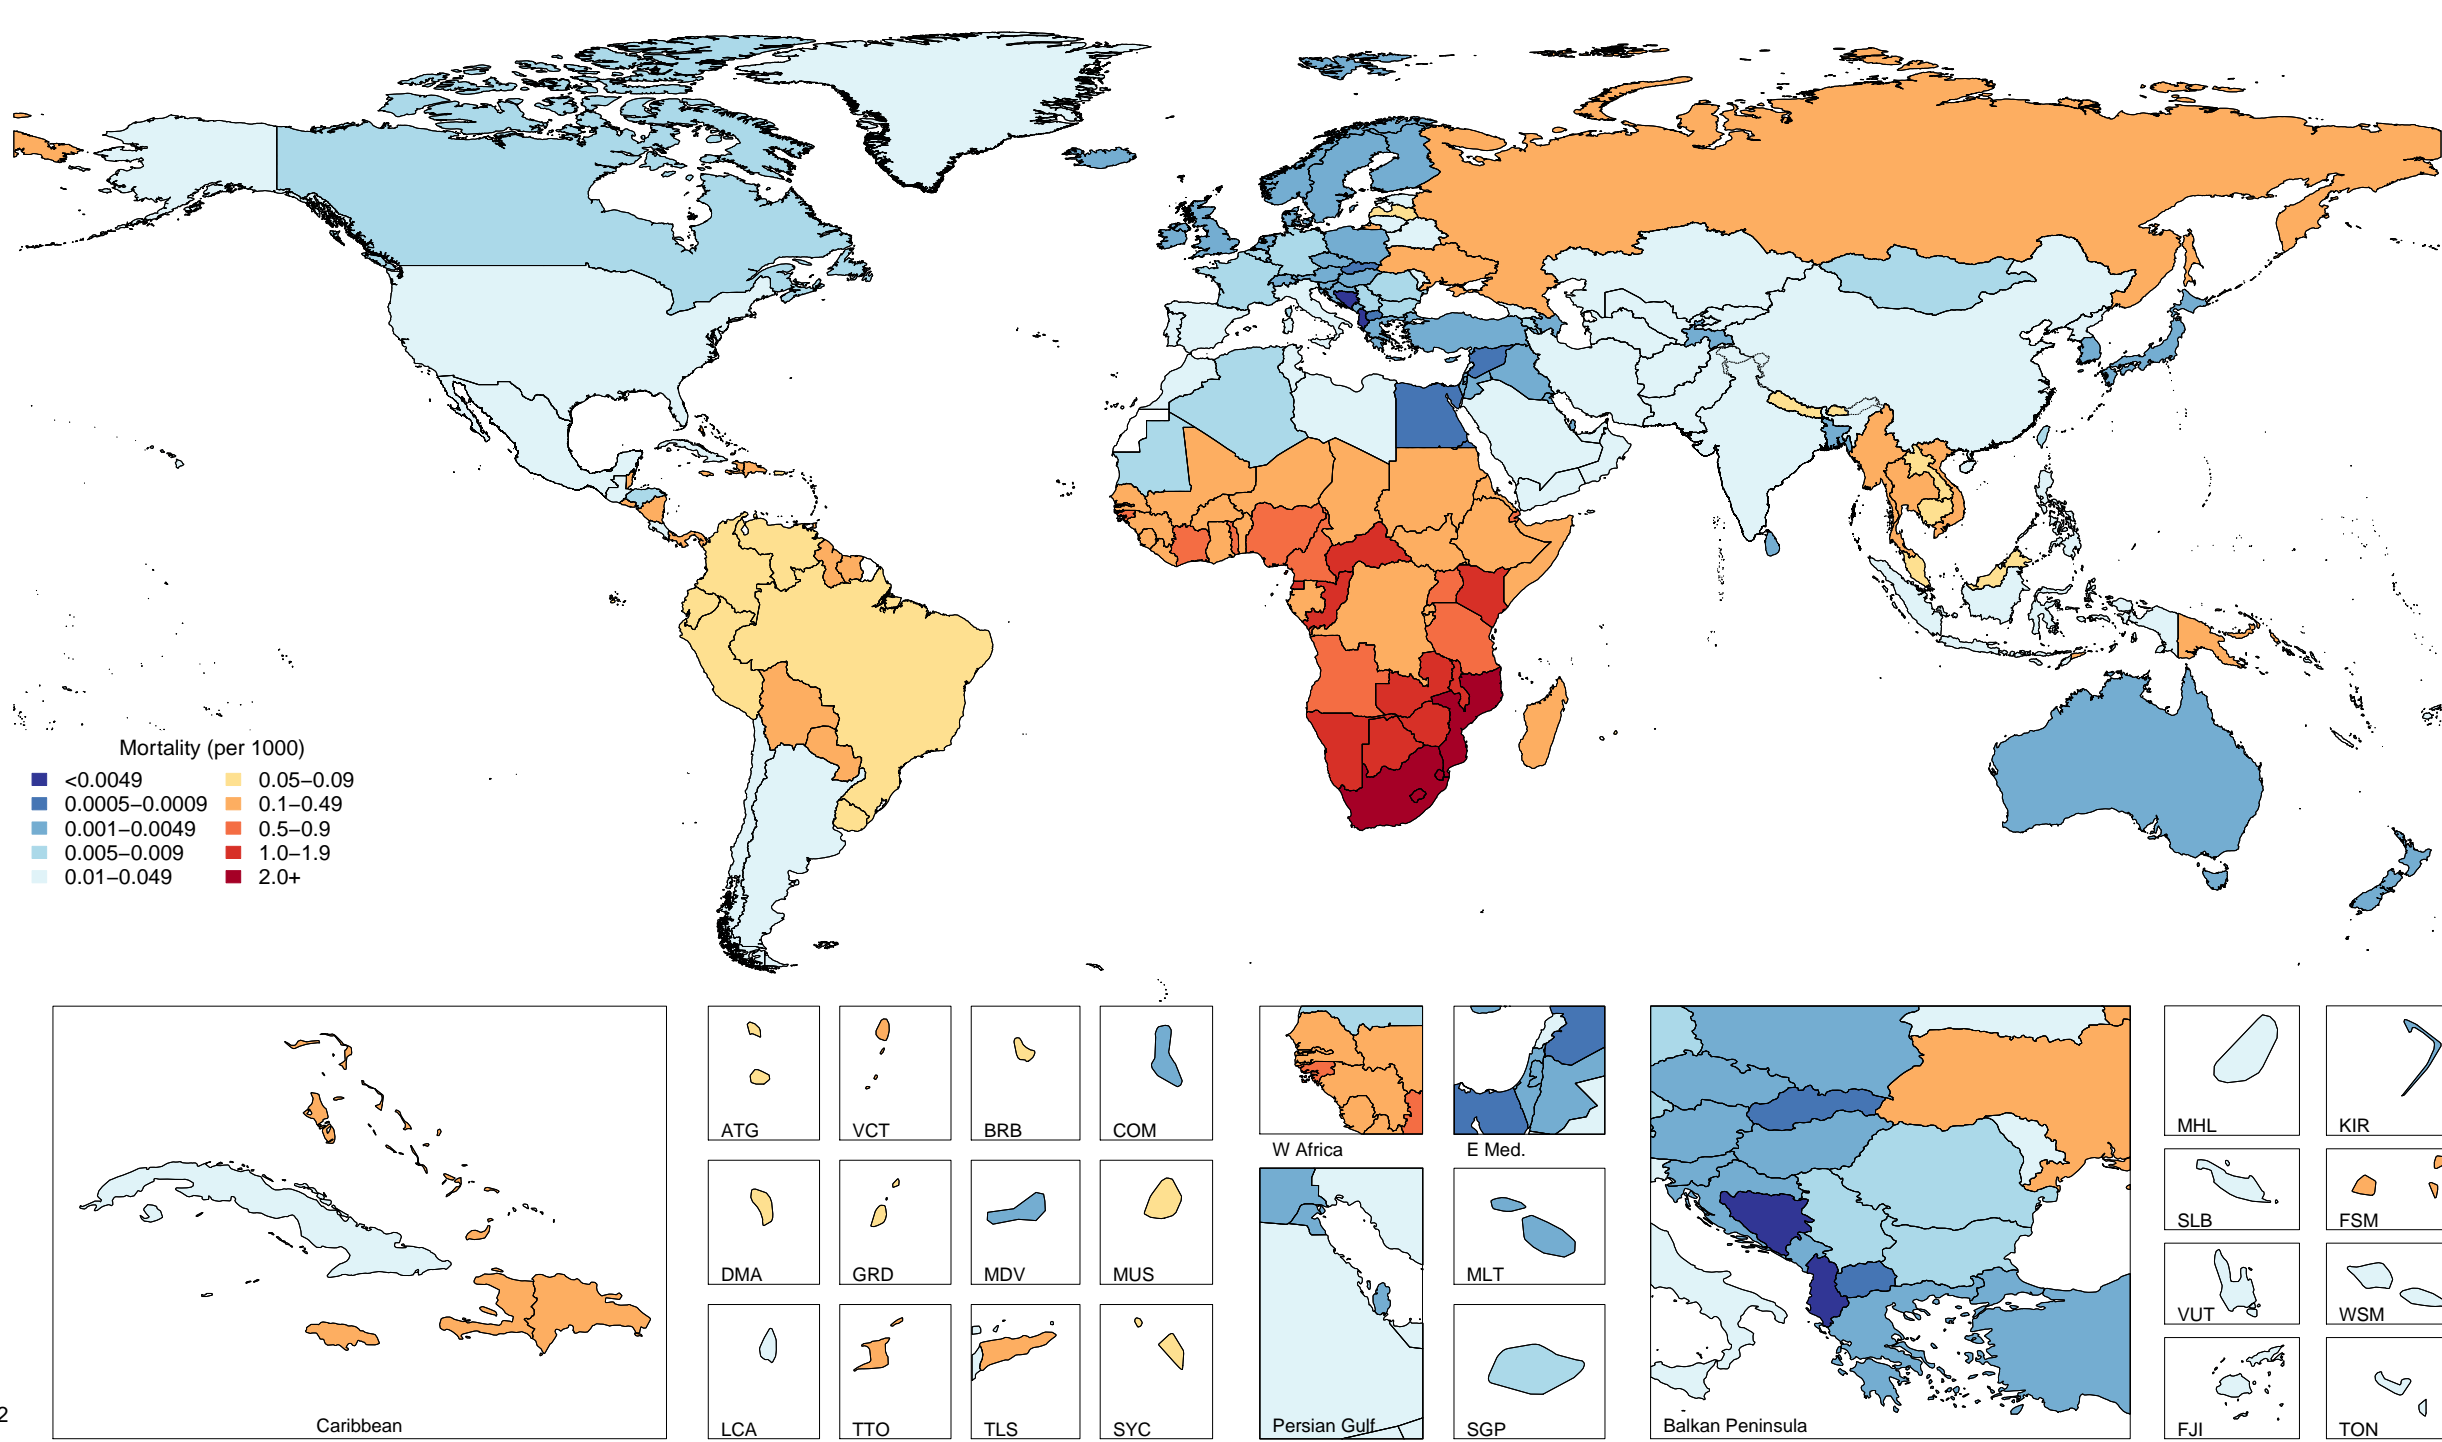 Mortality (per 1000)
<0.0049
0.0005–0.0009
0.001–0.0049
0.005–0.009
0.01–0.049
0.05–0.09
0.1–0.49
0.5–0.9
1.0–1.9
2.0+
ATG
VCT
BRB
COM
W Africa
E Med.
MHL
KIR
DMA
GRD
MDV
MUS
MLT
SLB
FSM
VUT
WSM
2
Caribbean
LCA
TTO
TLS
SYC
Persian Gulf
SGP
Balkan Peninsula
FJI
TON